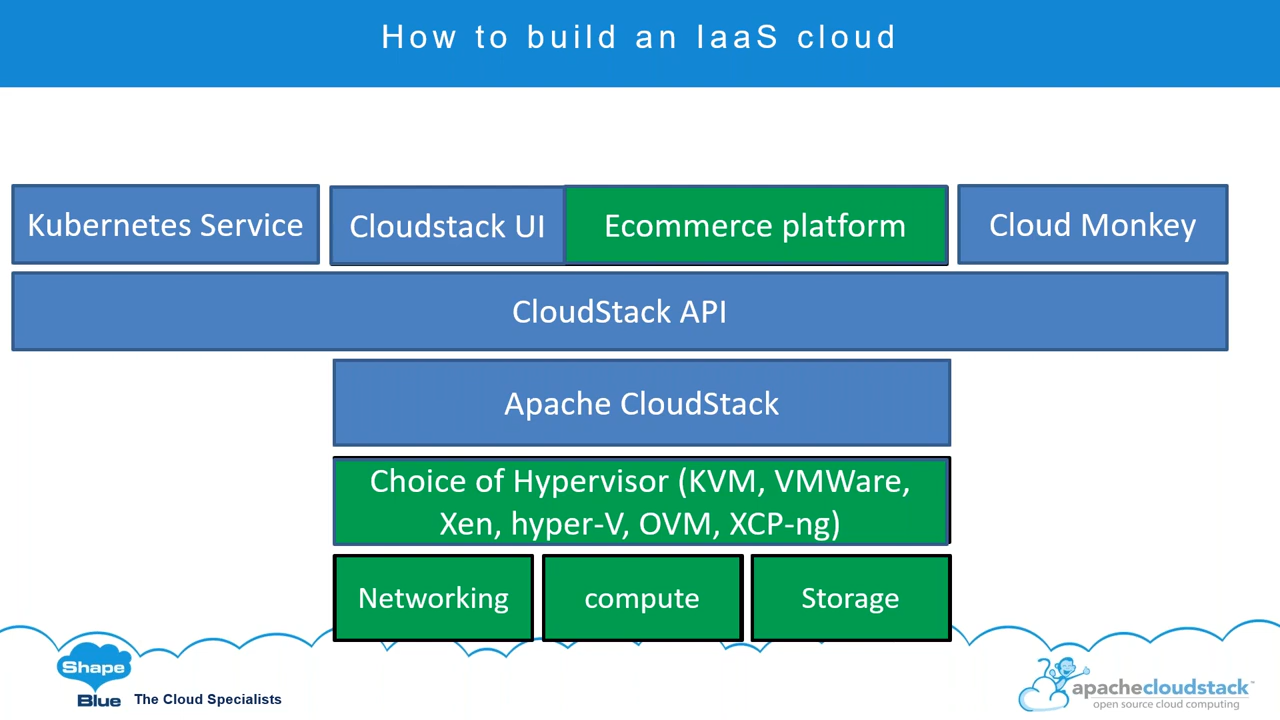 How to build an IaaS cloud
Kubernetes Service
Cloudstack UI
Ecommerce platform
Cloud Monkey
CloudStack API
Apache CloudStack
Choice of Hypervisor (KVM, VMWare,
Xen, hyper-V, OVM, XCP-ng)
Networking
compute
Storage
Shape
Blue
The Cloud Specialists
apachecloudstack™
open source cloud computing